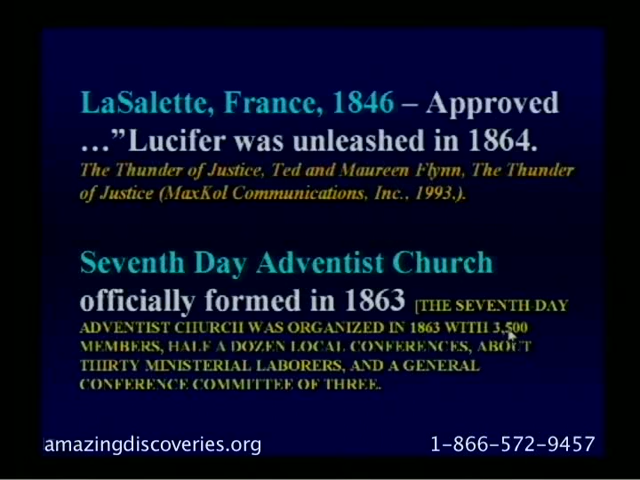 LaSalette, France, 1846 – Approved
…”Lucifer was unleashed in 1864.
The Thunder of Justice, Ted and Maureen Flynn, The Thunder
of Justice (MaxKol Communications, Inc., 1993.).
Seventh Day Adventist Church
officially formed in 1863 [THE SEVENTH-DAY
ADVENTIST CHURCH WAS ORGANIZED IN 1863 WITH 3,500
MEMBERS, HALF A DOZEN LOCAL CONFERENCES, ABOUT
THIRTY MINISTERIAL LABORERS, AND A GENERAL
CONFERENCE COMMITTEE OF THREE.
amazingdiscoveries.org 1-866-572-9457